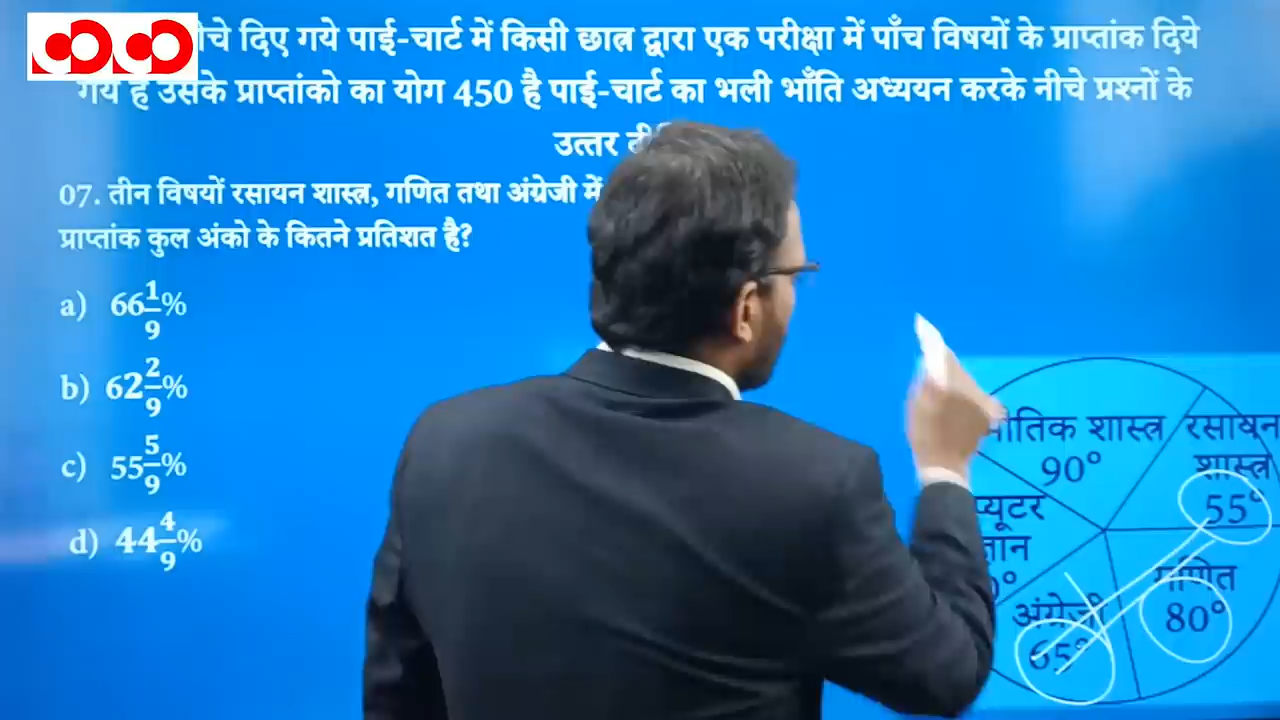 दिए गये पाई-चार्ट में किसी छात्र द्वारा एक परीक्षा में पाँच विषयों के प्राप्तांक दिये
गये है उसके प्राप्तांको का योग 450 है पाई-चार्ट का भली भाँति अध्ययन करके नीचे प्रश्नों के
उत्तर
07. तीन विषयों रसायन शास्त्र, गणित तथा अंग्रेजी में
प्राप्तांक कुल अंको के कितने प्रतिशत है?
a) 66 1/9%
b) 62 2/9%
c) 55 5/9%
d) 44 4/9%
शास्त्र
90°
रसायन
शास्त्र
55°
गणित
80°
अंग्रेजी
65°